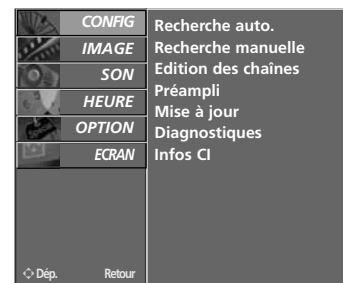 CONFIG
IMAGE
SON
HEURE
OPTION
ECRAN
Dép. Retour
Recherche auto.
Recherche manuelle
Edition des chaînes
Préampli
Mise à jour
Diagnostiques
Infos CI